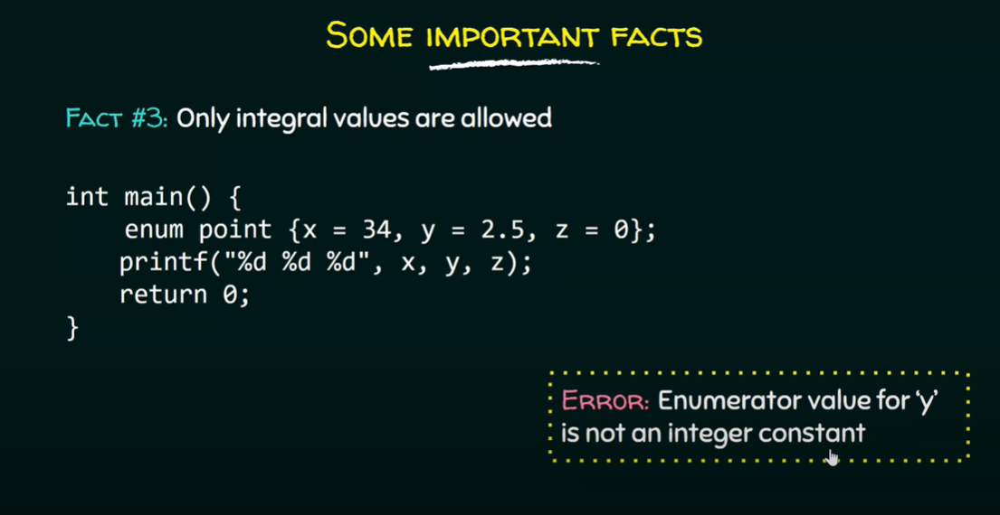 Some important facts
Fact #3: Only integral values are allowed
int main() {
    enum point {x = 34, y = 2.5, z = 0};
    printf("%d %d %d", x, y, z);
    return 0;
}
Error: Enumerator value for ‘y’
is not an integer constant